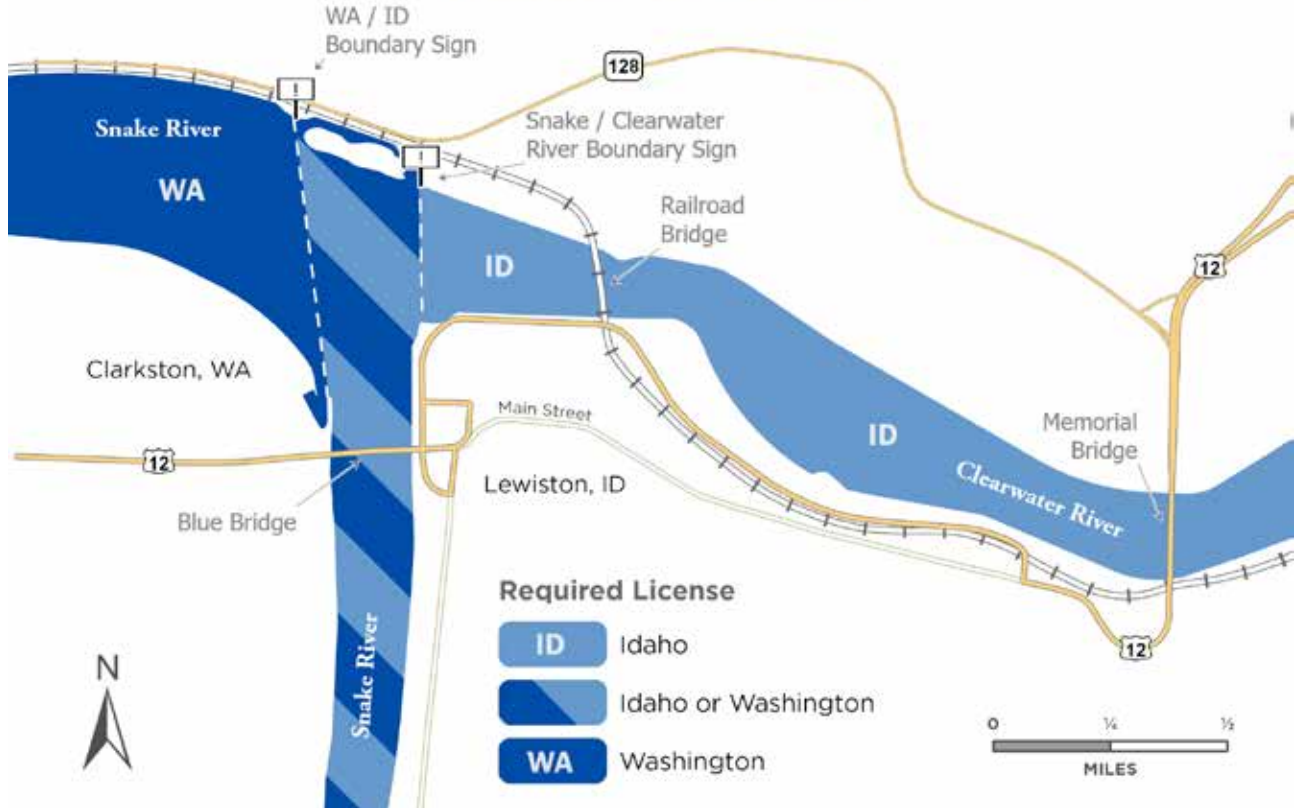 WA / ID
Boundary Sign
128
!
Snake River
Snake / Clearwater
River Boundary Sign
!
WA
Railroad
Bridge
ID
12
Clarkston, WA
Main Street
ID
Memorial
Bridge
12
Lewiston, ID
Clearwater River
Blue Bridge
Required License
ID Idaho
Idaho or Washington
WA Washington
Snake River
N
12
0 ¼ ½
MILES